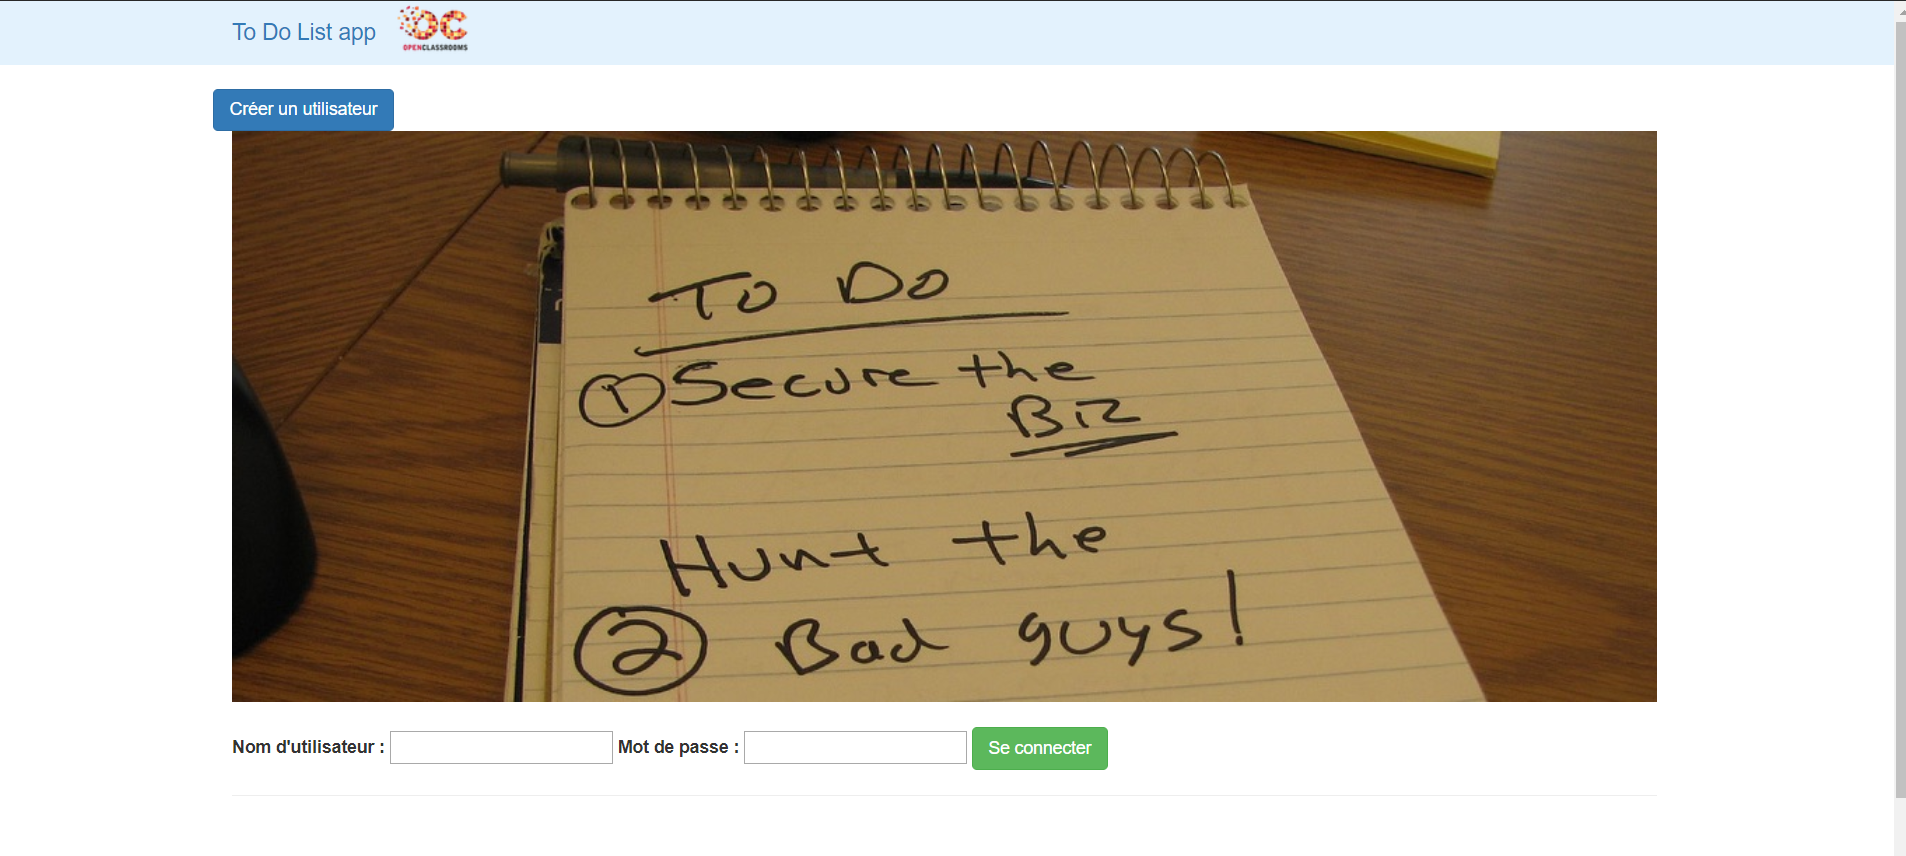 To Do List app
OC
OPENCLASSROOMS
Créer un utilisateur
To Do
① Secure the
Biz
Hunt the
② Bad guys!
Nom d'utilisateur : Mot de passe : Se connecter